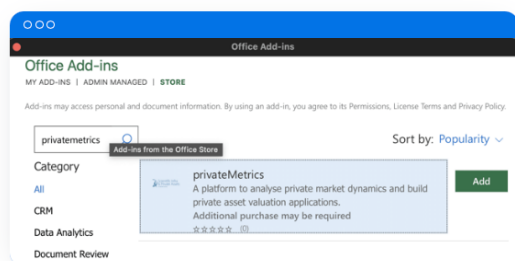 Office Add-ins
Office Add-ins
MY ADD-INS | ADMIN MANAGED | STORE
Add-ins may access personal and document information. By using an add-in, you agree to its Permissions, License Terms and Privacy Policy.
privatemetrics
Sort by: Popularity
Add-ins from the Office Store
Category
All
CRM
Data Analytics
Document Review
privateMetrics
A platform to analyse private market dynamics and build
private asset valuation applications.
Additional purchase may be required
(0)
Add